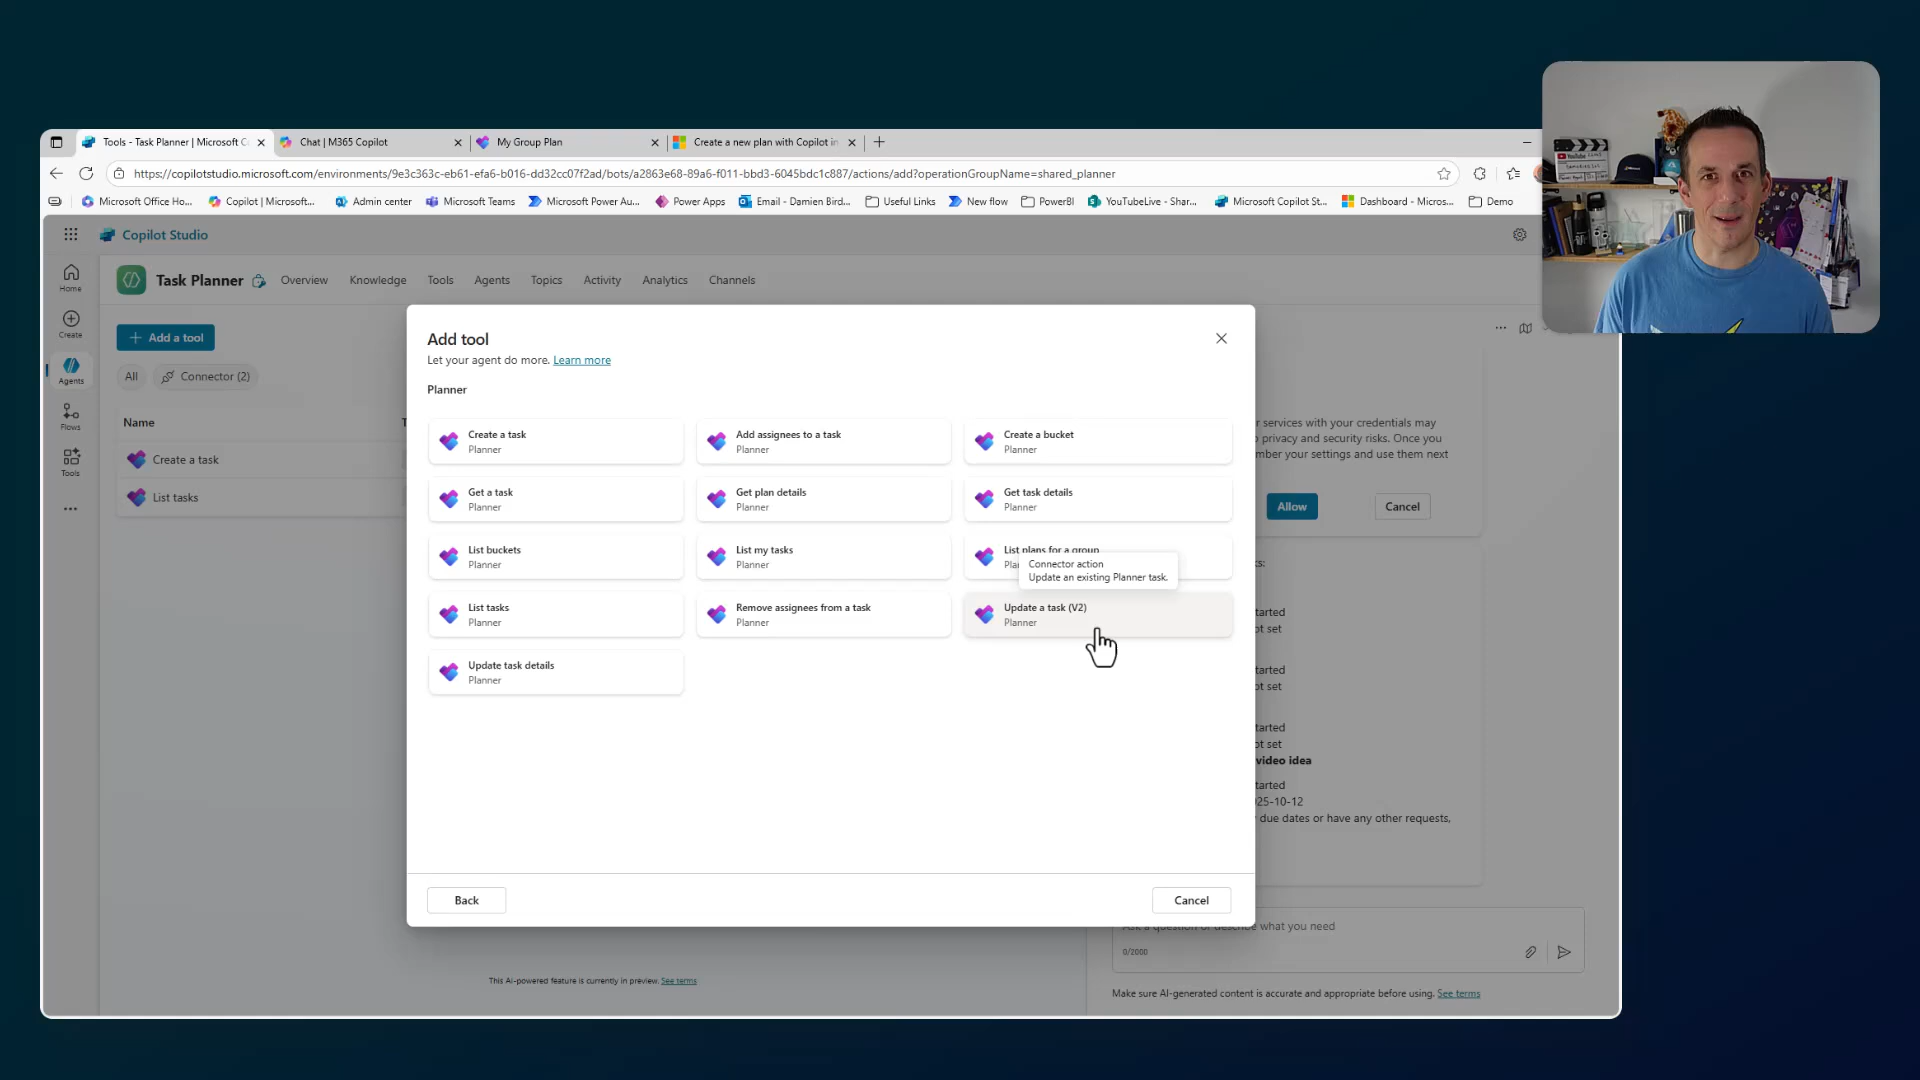 Tools - Task Planner | Microsoft C
Chat | M365 Copilot
My Group Plan
Create a new plan with Copilot in
https://copilotstudio.microsoft.com/environments/9e3c363c-eb61-efa6-b016-dd32cc07f2ad/bots/a2863e68-89a6-f011-bbd3-6045bdc1c887/actions/add?operationGroupName=shared_planner
Microsoft Office Ho...
Copilot | Microsoft...
Admin center
Microsoft Teams
Microsoft Power Au...
Power Apps
Email - Damien Bird...
Useful Links
New flow
PowerBI
YouTubeLive - Shar...
Microsoft Copilot St...
Dashboard - Micros...
Demo
Copilot Studio
Home
Create
Agents
Flows
Tools
Task Planner
Overview
Knowledge
Tools
Agents
Topics
Activity
Analytics
Channels
Add a tool
All
Connector (2)
Name
Create a task
List tasks
Add tool
Let your agent do more. Learn more
Planner
Create a task
Planner
Add assignees to a task
Planner
Create a bucket
Planner
Get a task
Planner
Get plan details
Planner
Get task details
Planner
List buckets
Planner
List my tasks
Planner
List plans for a group
Connector action
Update an existing Planner task.
List tasks
Planner
Remove assignees from a task
Planner
Update a task (V2)
Planner
Update task details
Planner
Back
Cancel
services with your credentials may
privacy and security risks. Once you
mber your settings and use them next
Allow
Cancel
ks:
tarted
ot set
tarted
ot set
tarted
ot set
video idea
tarted
25-10-12
due dates or have any other requests,
Ask a question or describe what you need
0/2000
Make sure AI-generated content is accurate and appropriate before using. See terms
This AI-powered feature is currently in preview. See terms